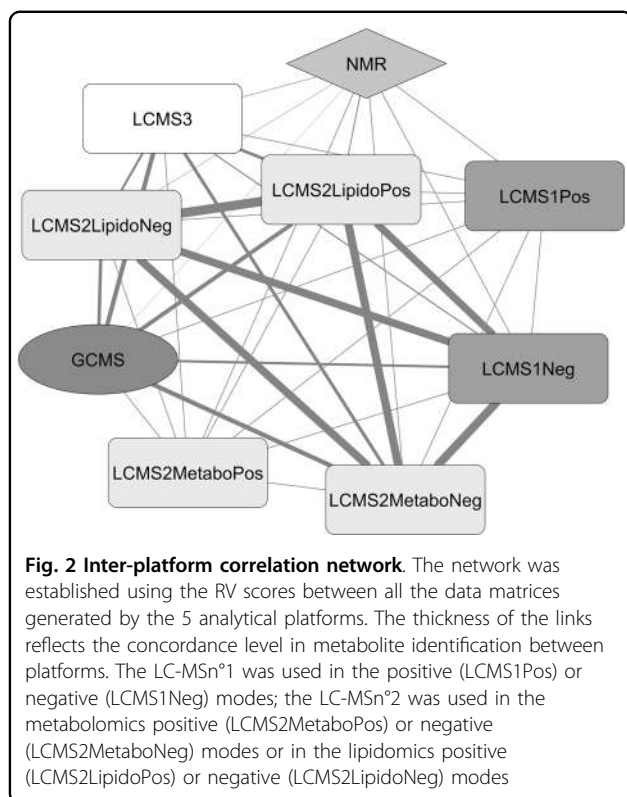 NMR
LCMS3
LCMS2LipidoPos
LCMS1Pos
LCMS2LipidoNeg
GCMS
LCMS1Neg
LCMS2MetaboPos
LCMS2MetaboNeg
Fig. 2 Inter-platform correlation network. The network was
established using the RV scores between all the data matrices
generated by the 5 analytical platforms. The thickness of the links
reflects the concordance level in metabolite identification between
platforms. The LC-MSn°1 was used in the positive (LCMS1Pos) or
negative (LCMS1Neg) modes; the LC-MSn°2 was used in the
metabolomics positive (LCMS2MetaboPos) or negative
(LCMS2MetaboNeg) modes or in the lipidomics positive
(LCMS2LipidoPos) or negative (LCMS2LipidoNeg) modes